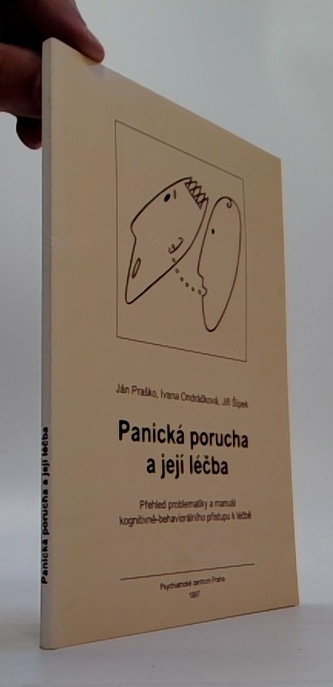 Ján Praško, Ivana Ondráčková, Jiří Šípek
Panická porucha
a její léčba
Přehled problematiky a manuál
kognitivně-behaviorálního přístupu k léčbě
Psychiatrické centrum Praha
1997
Panická porucha a její léčba